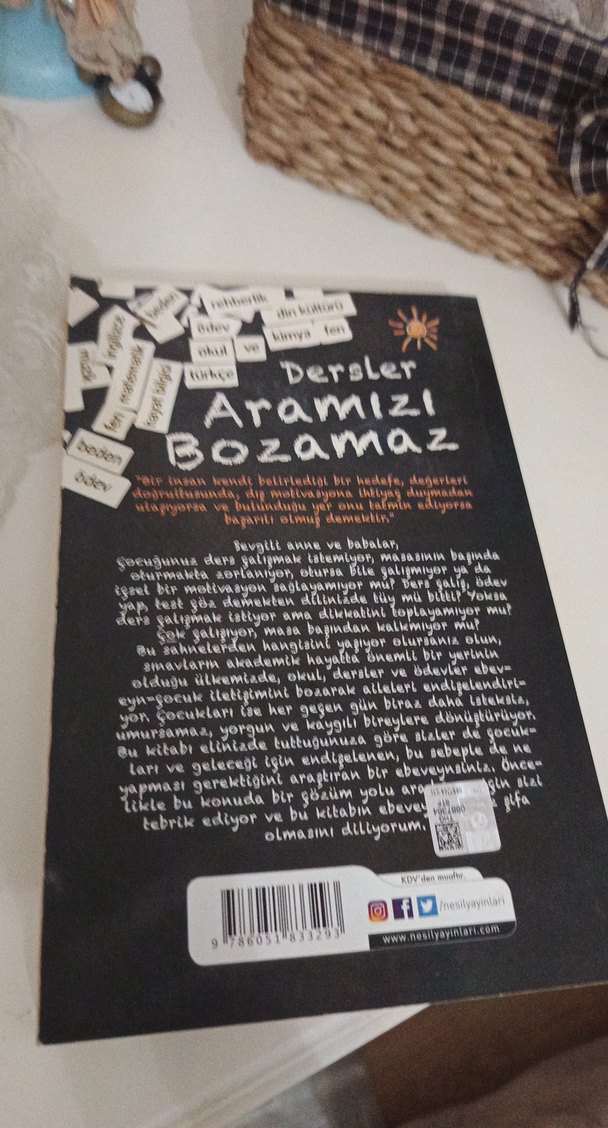 beden
rehberlik
din kültürü
ingilizce
ödev
kimya
fen
müzik
matematik
okul
ve
hayat bilgisi
türkçe
fen
beden
ödev
Dersler
Aramızı
Bozamaz
"Bir insan kendi belirlediği bir hedefe, değerleri
doğrultusunda, dış motivasyona ihtiyaç duymadan
ulaşıyorsa ve bulunduğu yer onu tatmin ediyorsa
başarılı olmuş demektir."
Sevgili anne ve babalar,
Çocuğunuz ders çalışmak istemiyor, masasının başında
oturmakta zorlanıyor, otursa bile çalışmıyor ya da
içsel bir motivasyon sağlayamıyor mu? Ders çalış, ödev
yap, test çöz demekten dilinizde tüy mü bitti? Yoksa
ders çalışmak istiyor ama dikkatini toplayamıyor mu?
Çok çalışıyor, masa başından kalkmıyor mu?
Bu sahnelerden hangisini yaşıyor olursanız olun,
sınavların akademik hayatta önemli bir yerinin
olduğu ülkemizde, okul, dersler ve ödevler ebev-
eyn-çocuk iletişimini bozarak aileleri endişelendiri-
yor. Çocukları ise her geçen gün biraz daha isteksiz,
umursamaz, yorgun ve kaygılı bireylere dönüştürüyor.
Bu kitabı elinizde tuttuğunuza göre sizler de çocuk-
ları ve geleceği için endişelenen, bu sebeple de ne
yapması gerektiğini araştıran bir ebeveynsiniz. Önce-
likle bu konuda bir çözüm yolu ara için sizi
tebrik ediyor ve bu kitabın ebevey şifa
olmasını diliyorum.
KDV'den muaftır.
/nesilyayinlari
www.nesilyayinlari.com
9 786051 833293